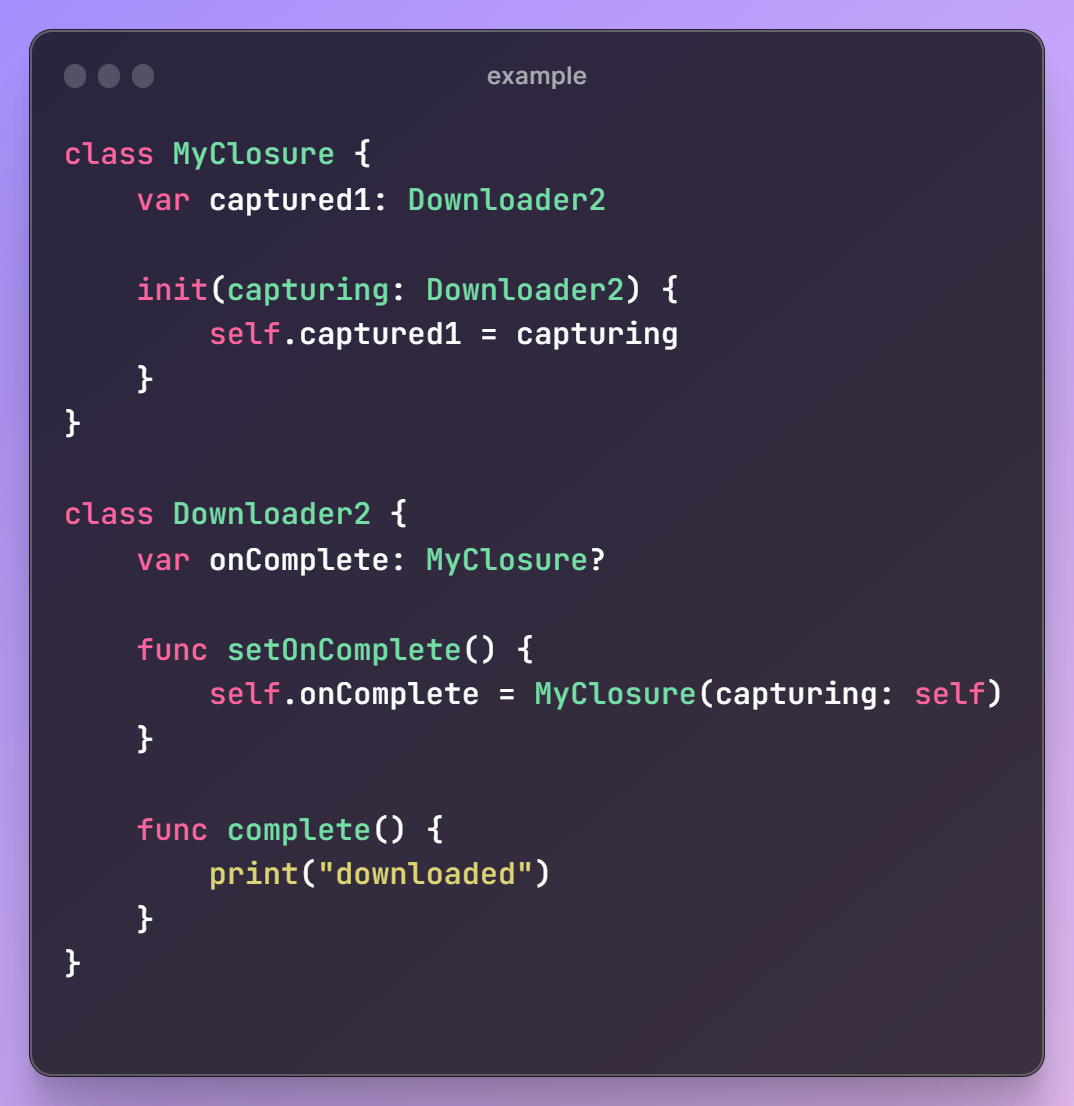 example
class MyClosure {
    var captured1: Downloader2

    init(capturing: Downloader2) {
        self.captured1 = capturing
    }
}

class Downloader2 {
    var onComplete: MyClosure?

    func setOnComplete() {
        self.onComplete = MyClosure(capturing: self)
    }

    func complete() {
        print("downloaded")
    }
}